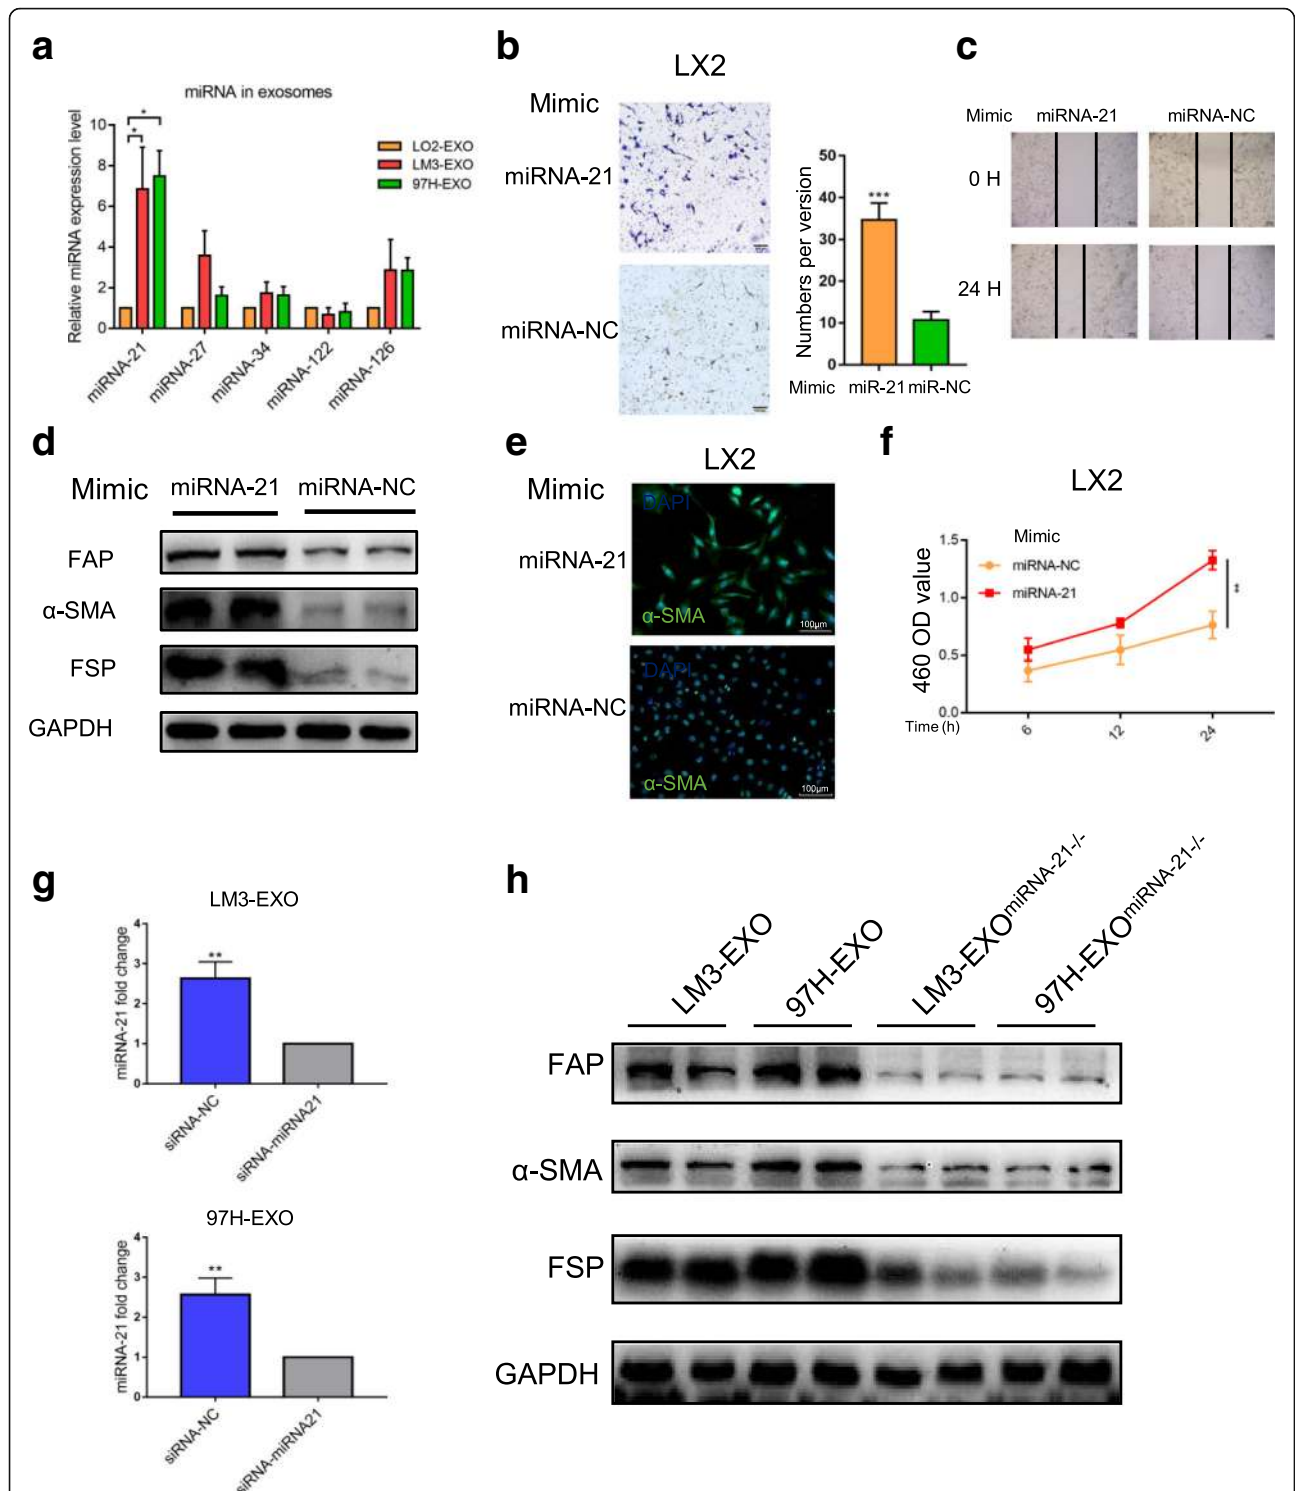 a
miRNA in exosomes
Relative miRNA expression level
10
8
6
4
2
0
* *
LO2-EXO
LM3-EXO
97H-EXO
miRNA-21
miRNA-27
miRNA-34
miRNA-122
miRNA-126
b
LX2
Mimic
miRNA-21
miRNA-NC
Numbers per version
50
40
30
20
10
0
***
Mimic miR-21 miR-NC
c
Mimic miRNA-21 miRNA-NC
0 H
24 H
d
Mimic miRNA-21 miRNA-NC
FAP
α-SMA
FSP
GAPDH
e
LX2
Mimic
miRNA-21
DAPI
α-SMA
100μm
miRNA-NC
DAPI
α-SMA
100μm
f
LX2
460 OD value
1.5
1.0
0.5
0.0
Mimic
miRNA-NC
miRNA-21
**
Time (h)
6
12
24
g
LM3-EXO
miRNA-21 fold change
4
3
2
1
0
**
siRNA-NC
siRNA-miRNA21
97H-EXO
miRNA-21 fold change
4
3
2
1
0
**
siRNA-NC
siRNA-miRNA21
h
LM3-EXO
97H-EXO
LM3-EXOmiRNA-21-/-
97H-EXOmiRNA-21-/-
FAP
α-SMA
FSP
GAPDH